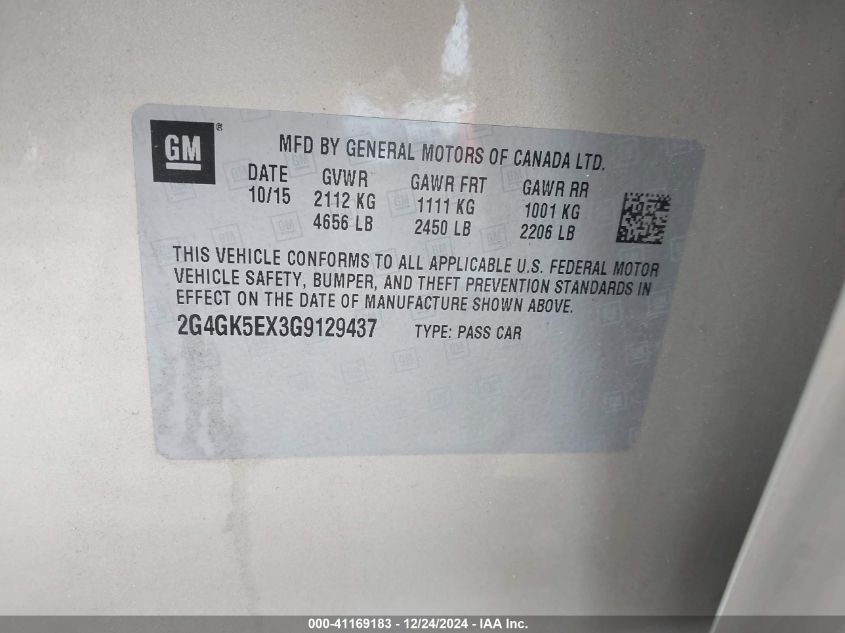 GM ®
MFD BY GENERAL MOTORS OF CANADA LTD.
DATE GVWR GAWR FRT GAWR RR
10/15 2112 KG 1111 KG 1001 KG
4656 LB 2450 LB 2206 LB
THIS VEHICLE CONFORMS TO ALL APPLICABLE U.S. FEDERAL MOTOR
VEHICLE SAFETY, BUMPER, AND THEFT PREVENTION STANDARDS IN
EFFECT ON THE DATE OF MANUFACTURE SHOWN ABOVE.
2G4GK5EX3G9129437 TYPE: PASS CAR
000-41169183 - 12/24/2024 - IAA Inc.